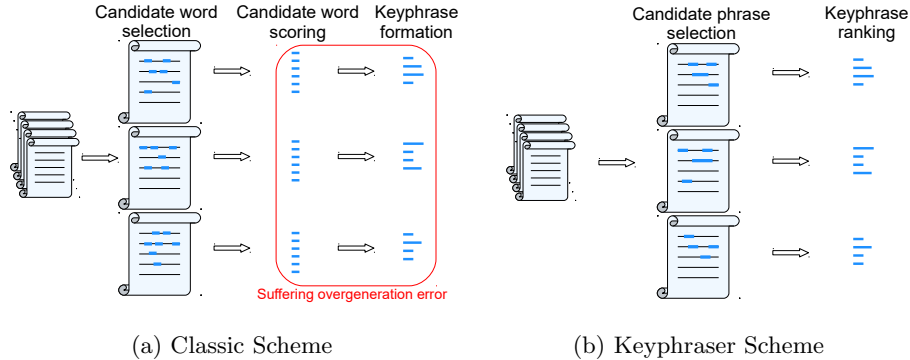 Candidate word
selection
Candidate word
scoring
Keyphrase
formation
Suffering overgeneration error
(a) Classic Scheme
Candidate phrase
selection
Keyphrase
ranking
(b) Keyphraser Scheme